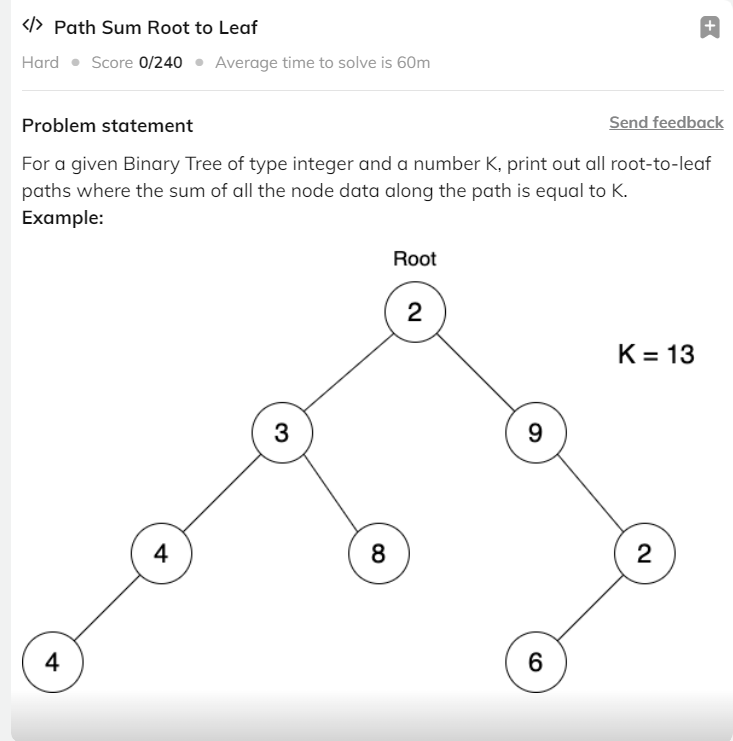 </> Path Sum Root to Leaf
Hard • Score 0/240 • Average time to solve is 60m
Problem statement
Send feedback
For a given Binary Tree of type integer and a number K, print out all root-to-leaf
paths where the sum of all the node data along the path is equal to K.
Example:
Root
2
K = 13
3
9
4
8
2
4
6